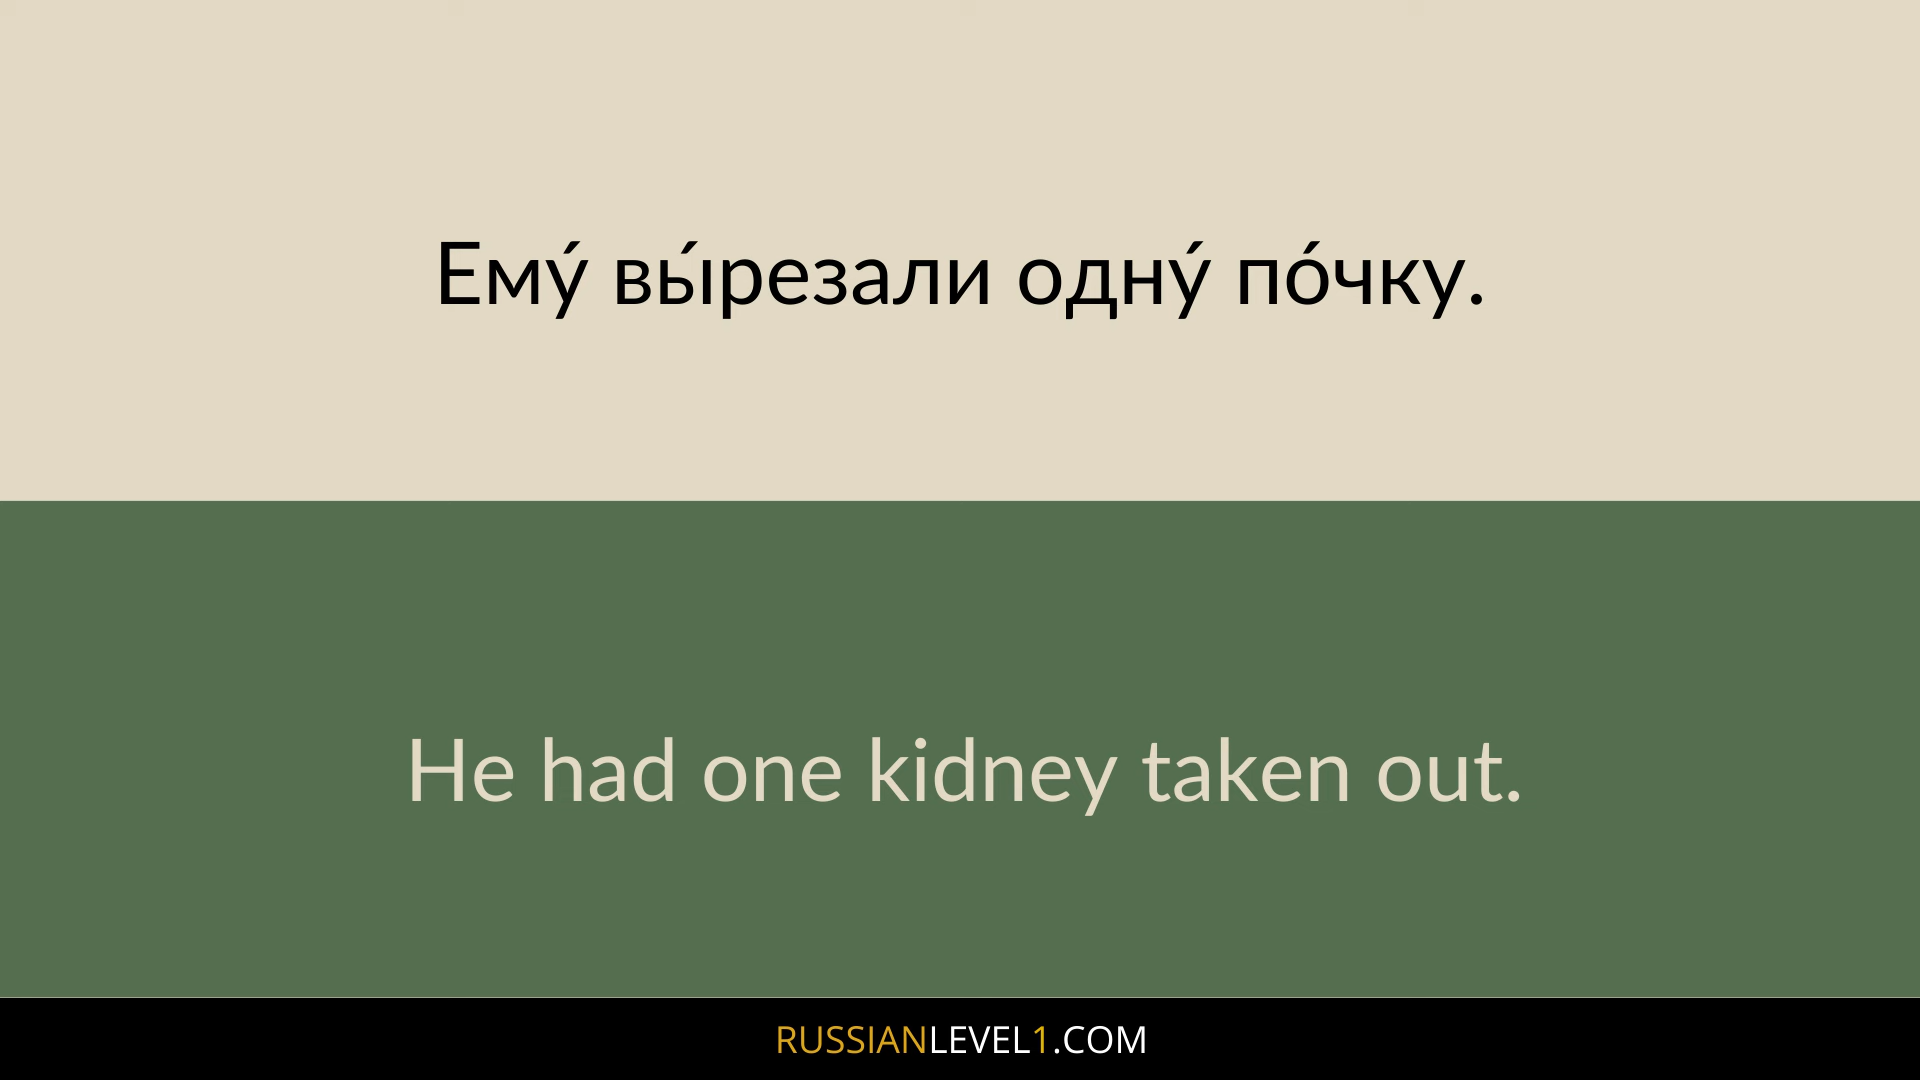 Ему́ вы́резали одну́ по́чку.
He had one kidney taken out.
RUSSIANLEVEL1.COM